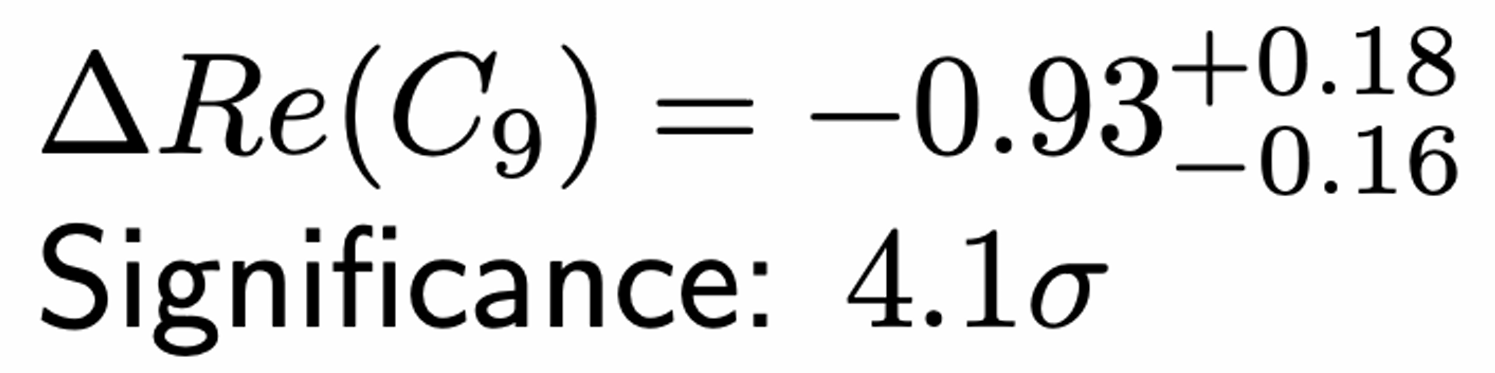 ΔRe(C₉) = −0.93⁺⁰·¹⁸₋₀.₁₆
Significance: 4.1σ